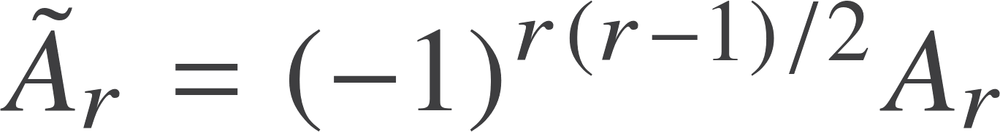 Ã_r = (−1)^{r(r−1)/2} A_r